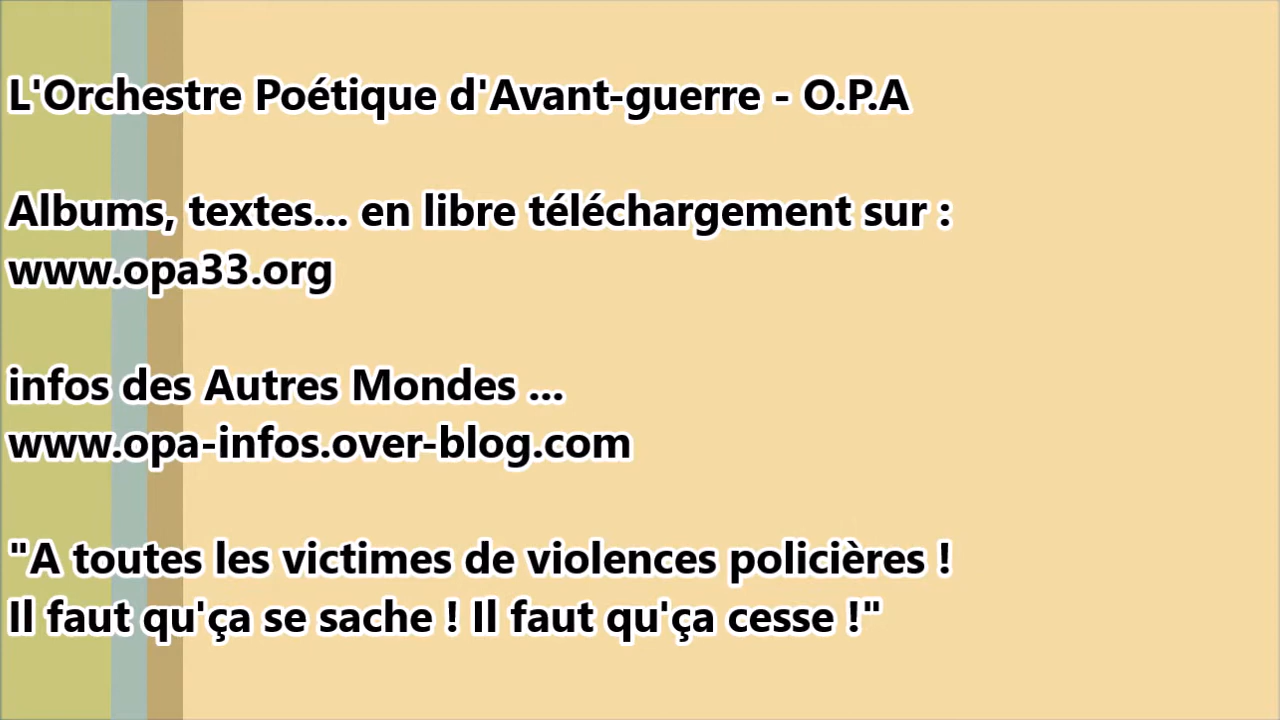 L'Orchestre Poétique d'Avant-guerre - O.P.A
Albums, textes... en libre téléchargement sur :
www.opa33.org
infos des Autres Mondes ...
www.opa-infos.over-blog.com
"A toutes les victimes de violences policières !
Il faut qu'ça se sache ! Il faut qu'ça cesse !"